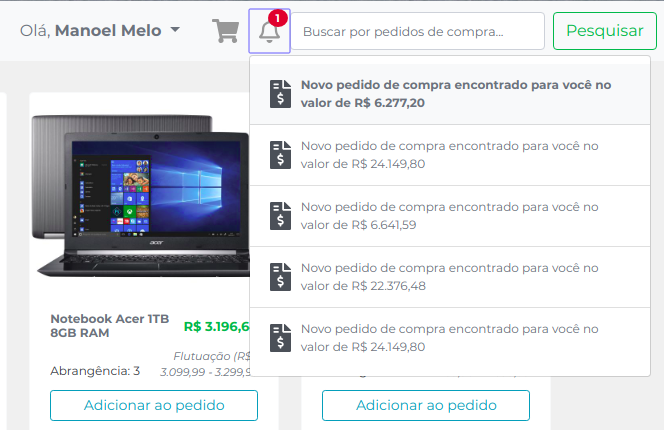 Olá, Manoel Melo
1
Buscar por pedidos de compra...
Pesquisar
Novo pedido de compra encontrado para você no
valor de R$ 6.277,20
Novo pedido de compra encontrado para você no
valor de R$ 24.149,80
Novo pedido de compra encontrado para você no
valor de R$ 6.641,59
Novo pedido de compra encontrado para você no
valor de R$ 22.376,48
Novo pedido de compra encontrado para você no
valor de R$ 24.149,80
acer
Notebook Acer 1TB
8GB RAM
R$ 3.196,6
Flutuação (R$
Abrangência: 3
3.099,99 - 3.299,9
Adicionar ao pedido
Adicionar ao pedido